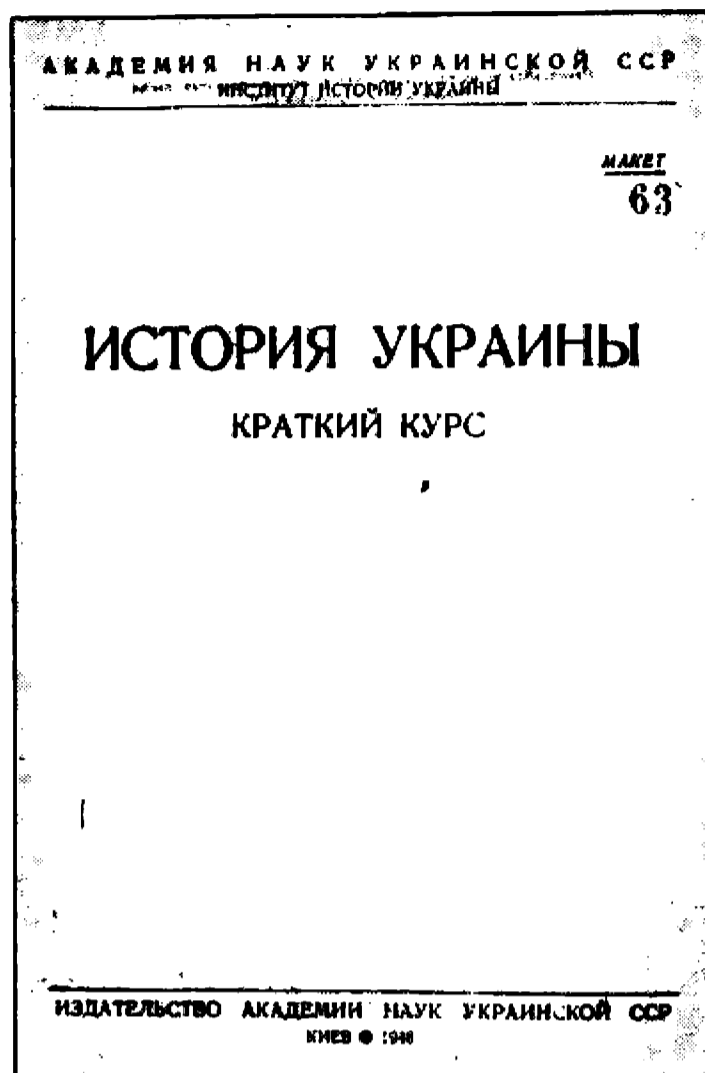 АКАДЕМИЯ НАУК УКРАИНСКОЙ ССР
ИНСТИТУТ ИСТОРИИ УКРАИНЫ
МАКЕТ
63
ИСТОРИЯ УКРАИНЫ
КРАТКИЙ КУРС
ИЗДАТЕЛЬСТВО АКАДЕМИИ НАУК УКРАИНСКОЙ ССР
КИЕВ ● 1948